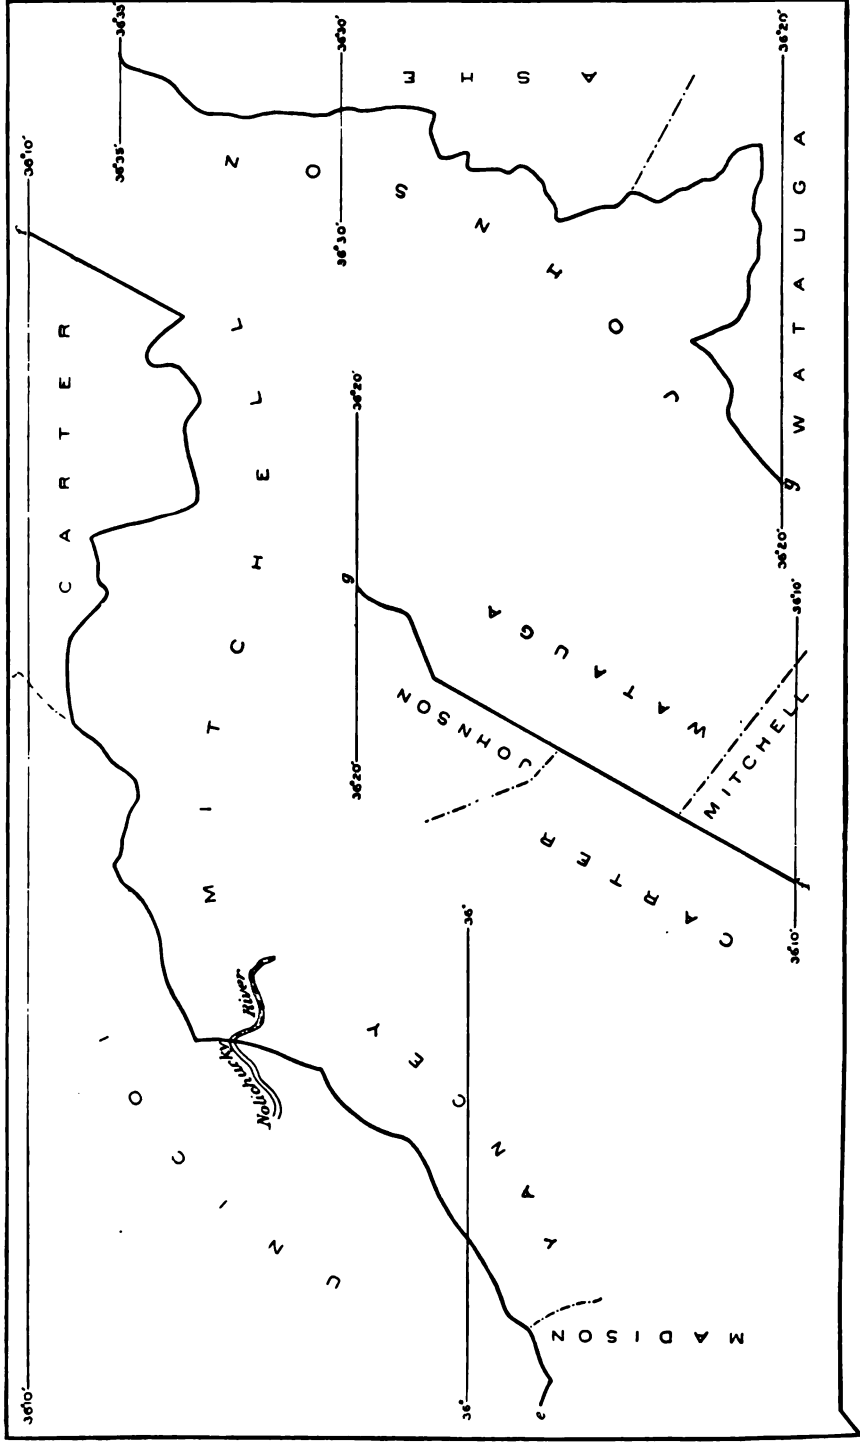 36°10'
36°10'
f
CARTER
MITCHELL
UNICOI
Nolichucky River
YANCEY
36°
36°
MADISON
e
36°35'
36°35'
36°30'
36°30'
ASHE
JOHNSON
36°20'
36°20'
g
WATAUGA
36°20'
36°20'
g
JOHNSON
WATAUGA
CARTER
MITCHELL
36°10'
36°10'
f